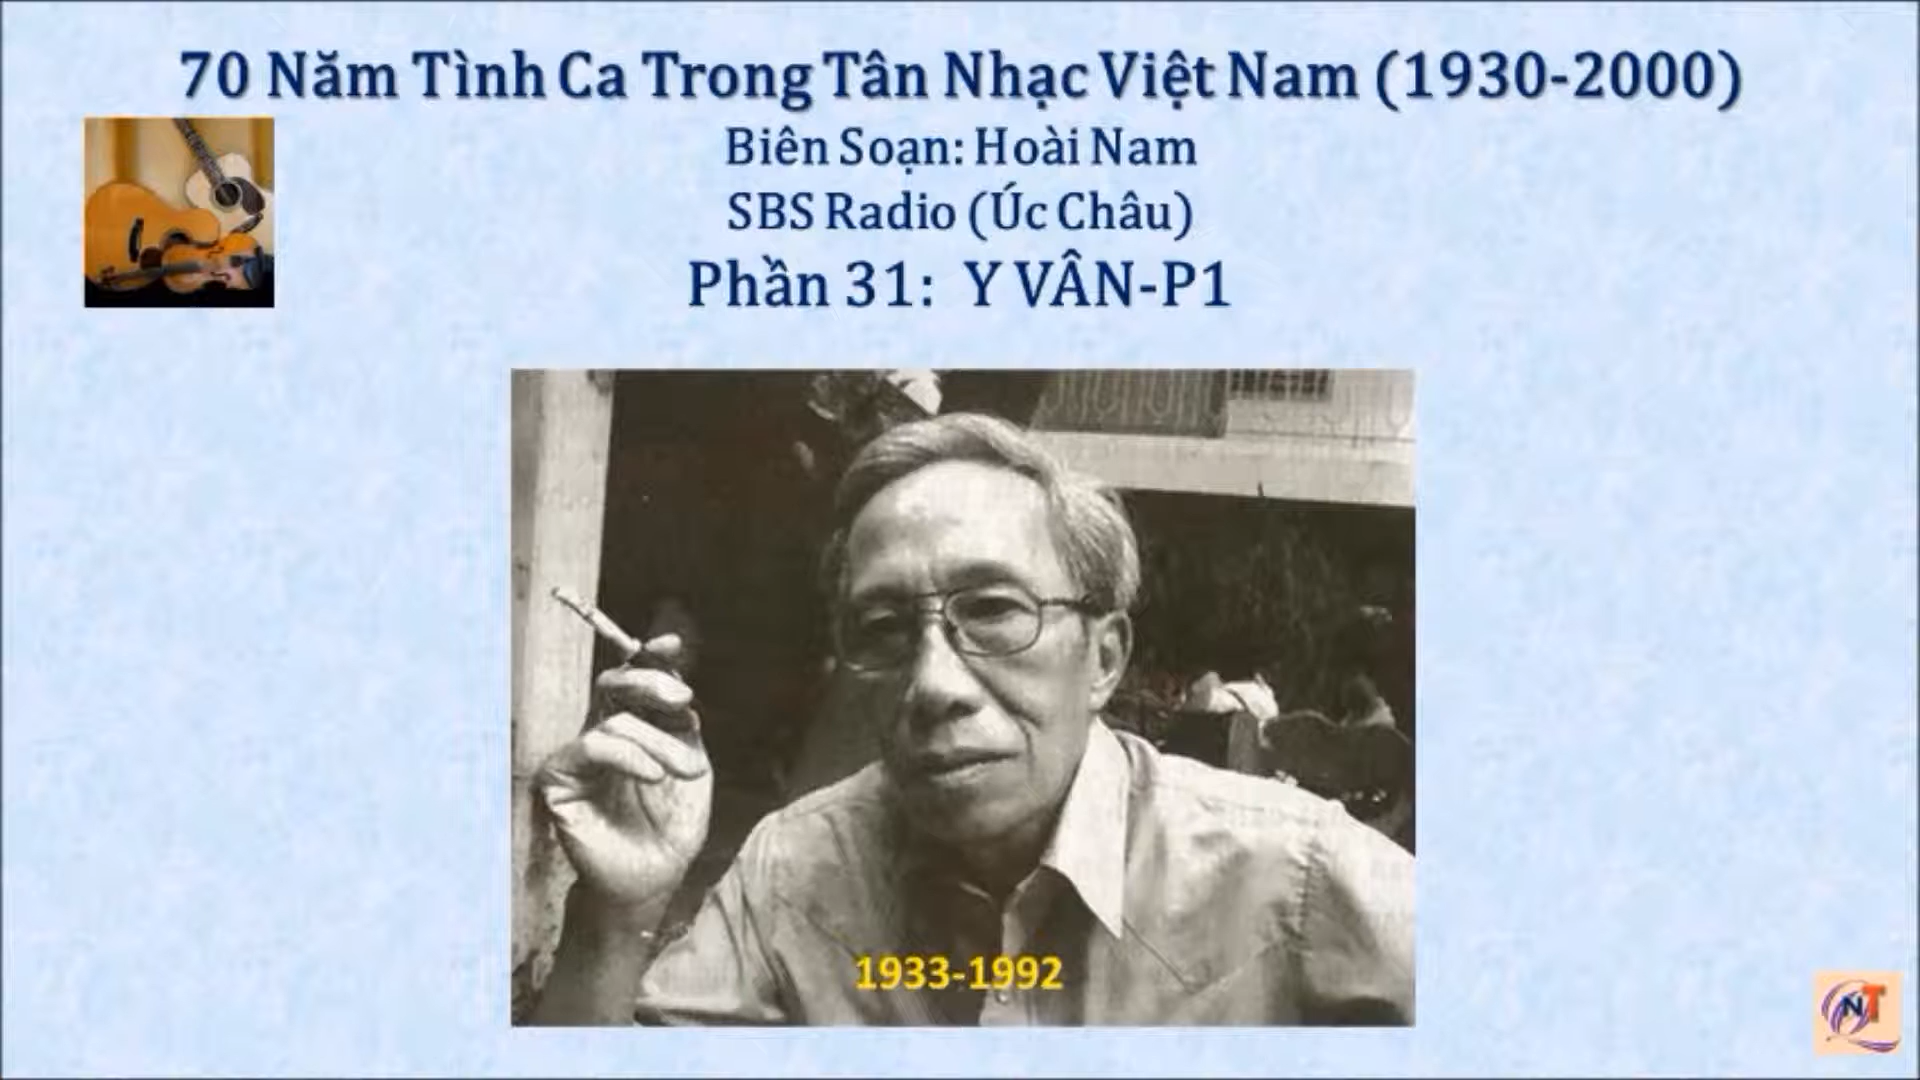 70 Năm Tình Ca Trong Tân Nhạc Việt Nam (1930-2000)
Biên Soạn: Hoài Nam
SBS Radio (Úc Châu)
Phần 31: Y VÂN-P1
1933-1992
NT